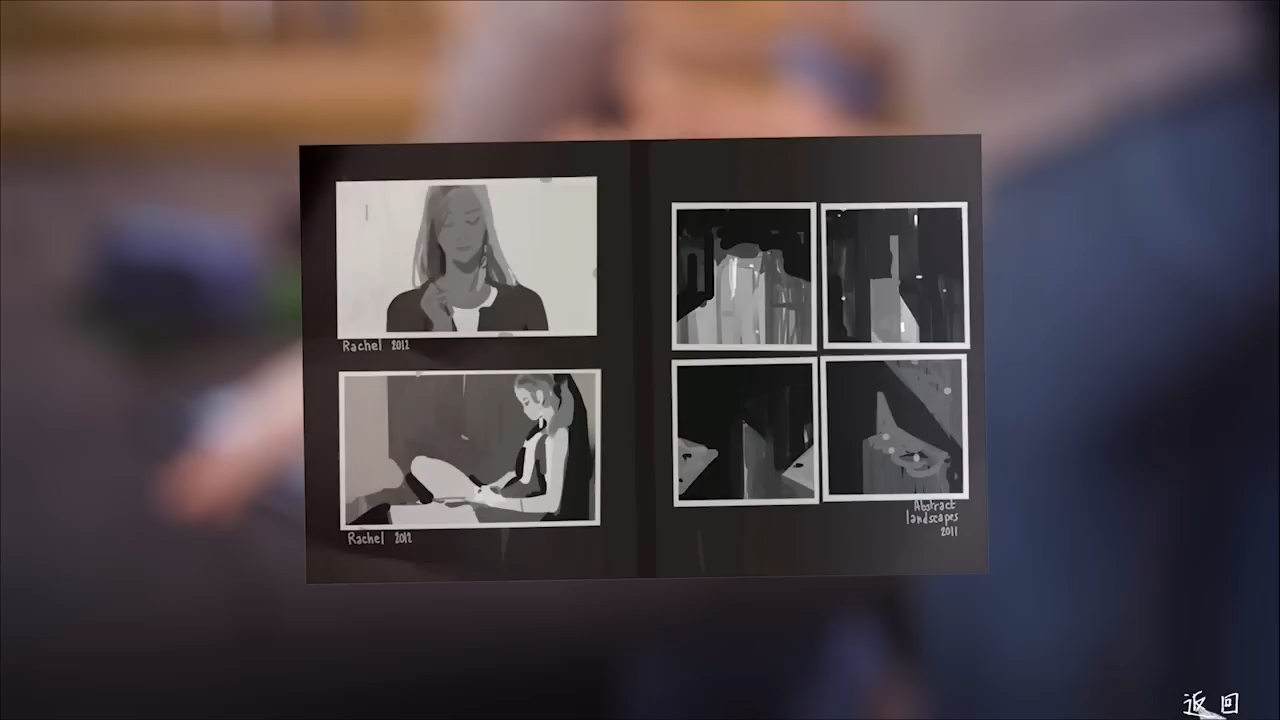 Rachel 2012
Rachel 2012
Abstract
landscapes
2011
返回